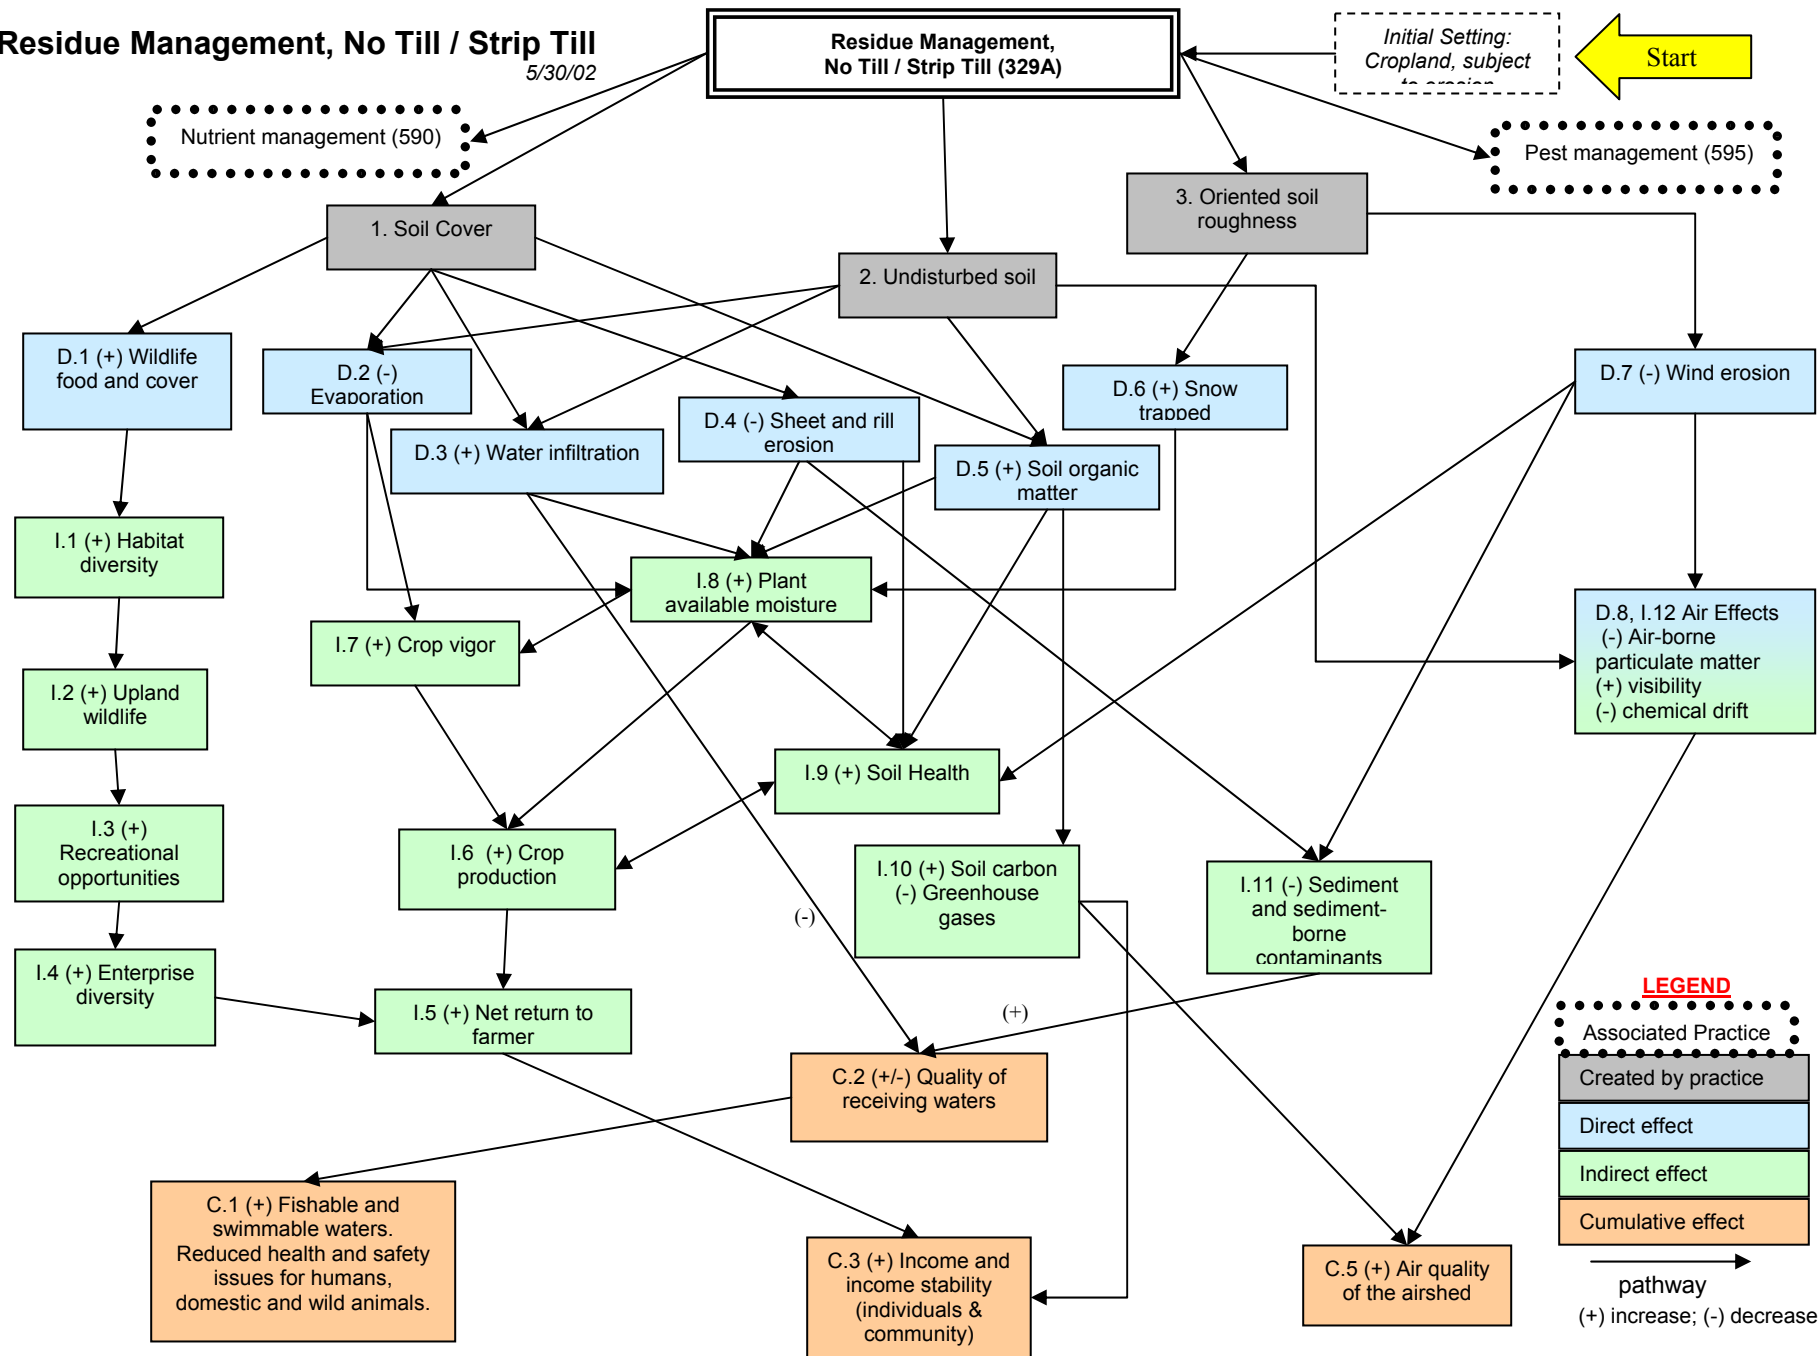 Residue Management, No Till / Strip Till
5/30/02
Residue Management,
No Till / Strip Till (329A)
Initial Setting:
Cropland, subject
to erosion
Start
Nutrient management (590)
Pest management (595)
1. Soil Cover
2. Undisturbed soil
3. Oriented soil
roughness
D.1 (+) Wildlife
food and cover
D.2 (-)
Evaporation
D.3 (+) Water infiltration
D.4 (-) Sheet and rill
erosion
D.5 (+) Soil organic
matter
D.6 (+) Snow
trapped
D.7 (-) Wind erosion
I.1 (+) Habitat
diversity
I.8 (+) Plant
available moisture
D.8, I.12 Air Effects
(-) Air-borne
particulate matter
(+) visibility
(-) chemical drift
I.7 (+) Crop vigor
I.2 (+) Upland
wildlife
I.9 (+) Soil Health
I.3 (+)
Recreational
opportunities
I.6 (+) Crop
production
I.10 (+) Soil carbon
(-) Greenhouse
gases
I.11 (-) Sediment
and sediment-
borne
contaminants
(-)
I.4 (+) Enterprise
diversity
I.5 (+) Net return to
farmer
(+)
C.2 (+/-) Quality of
receiving waters
C.1 (+) Fishable and
swimmable waters.
Reduced health and safety
issues for humans,
domestic and wild animals.
C.3 (+) Income and
income stability
(individuals &
community)
C.5 (+) Air quality
of the airshed
LEGEND
Associated Practice
Created by practice
Direct effect
Indirect effect
Cumulative effect
pathway
(+) increase; (-) decrease